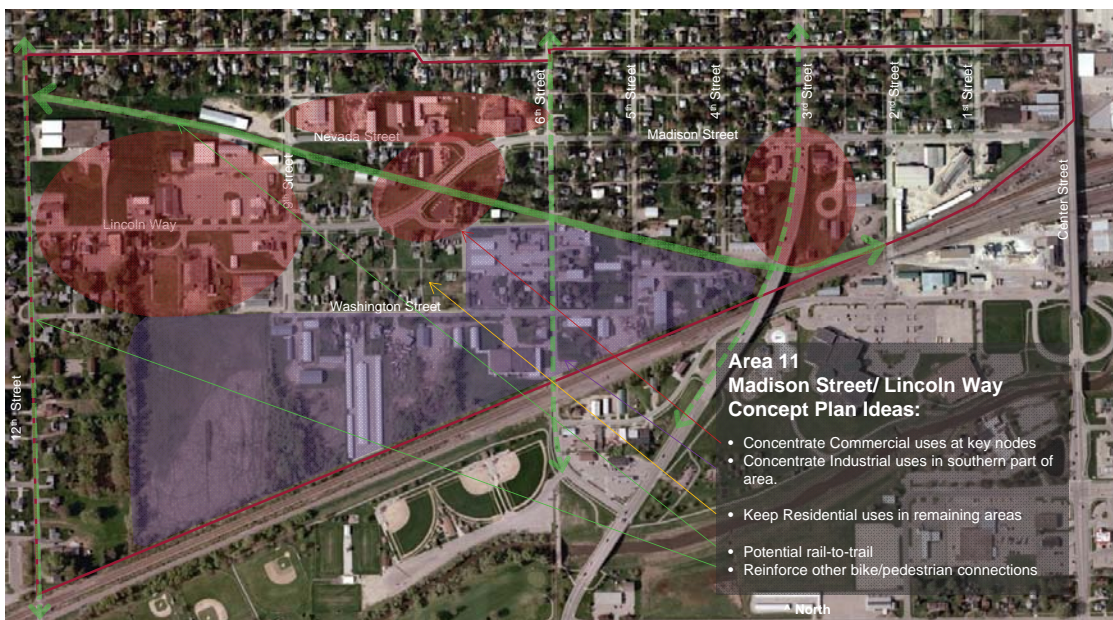 6th Street
5th Street
4th Street
3rd Street
2nd Street
1st Street
Nevada Street
Madison Street
Street
Lincoln Way
Center Street
Washington Street
12th Street
Area 11
Madison Street/ Lincoln Way
Concept Plan Ideas:
• Concentrate Commercial uses at key nodes
• Concentrate Industrial uses in southern part of
area.
• Keep Residential uses in remaining areas
• Potential rail-to-trail
• Reinforce other bike/pedestrian connections
North